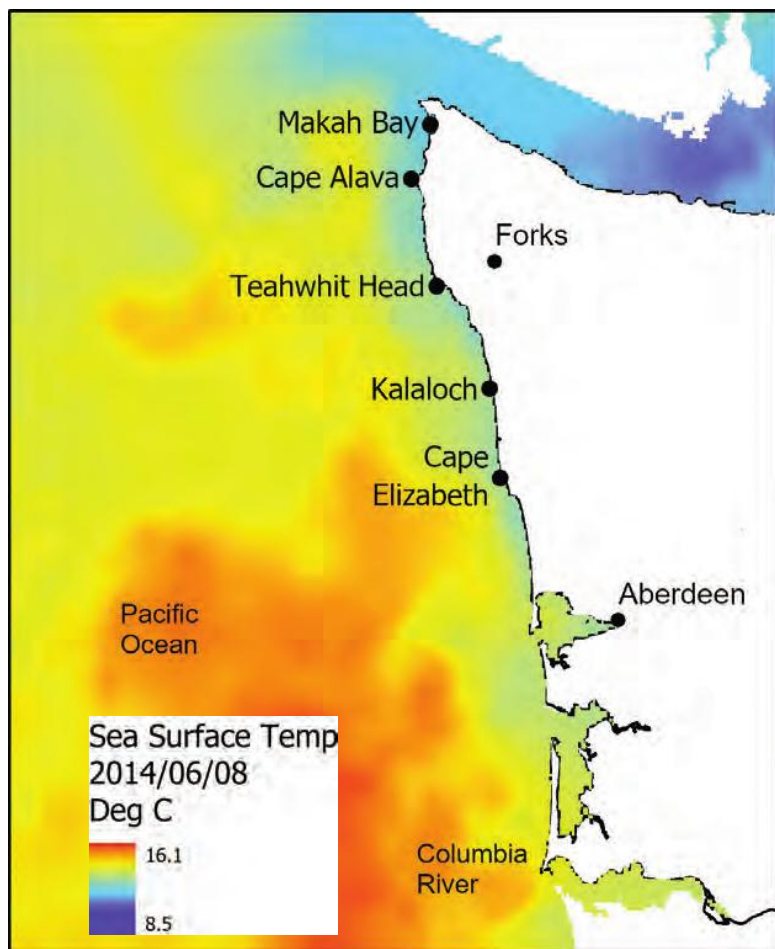 Makah Bay
Cape Alava
Forks
Teahwhit Head
Kalaloch
Cape
Elizabeth
Aberdeen
Pacific
Ocean
Sea Surface Temp
2014/06/08
Deg C
16.1
8.5
Columbia
River